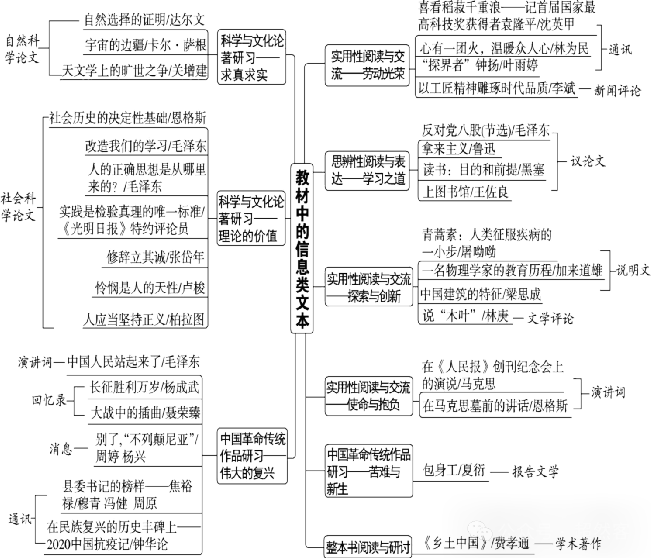 教材中的信息类文本
科学与文化论
著研习——
求真求实
自然科
学论文
自然选择的证明/达尔文
宇宙的边疆/卡尔·萨根
天文学上的旷世之争/关增建
科学与文化论
著研习——
理论的价值
社会科
学论文
社会历史的决定性基础/恩格斯
改造我们的学习/毛泽东
人的正确思想是从哪里
来的？/毛泽东
实践是检验真理的唯一标准/
《光明日报》特约评论员
修辞立其诚/张岱年
怜悯是人的天性/卢梭
人应当坚持正义/柏拉图
中国革命传统
作品研习——
伟大的复兴
演讲词
中国人民站起来了/毛泽东
回忆录
长征胜利万岁/杨成武
大战中的插曲/聂荣臻
消息
别了,“不列颠尼亚”/
周婷 杨兴
通讯
县委书记的榜样——焦裕
禄/穆青 冯健 周原
在民族复兴的历史丰碑上——
2020中国抗疫记/钟华论
实用性阅读与交
流——劳动光荣
喜看稻菽千重浪——记首届国家最
高科技奖获得者袁隆平/沈英甲
心有一团火，温暖众人心/林为民
“探界者”钟扬/叶雨婷
通讯
以工匠精神雕琢时代品质/李斌
新闻评论
思辨性阅读与表
达——学习之道
反对党八股(节选)/毛泽东
拿来主义/鲁迅
读书：目的和前提/黑塞
上图书馆/王佐良
议论文
实用性阅读与交流
——探索与创新
青蒿素：人类征服疾病的
一小步/屠呦呦
一名物理学家的教育历程/加来道雄
中国建筑的特征/梁思成
说明文
说“木叶”/林庚
文学评论
实用性阅读与交流
——使命与抱负
在《人民报》创刊纪念会上
的演说/马克思
在马克思墓前的讲话/恩格斯
演讲词
中国革命传统作品
研习——苦难与
新生
包身工/夏衍
报告文学
整本书阅读与研讨
《乡土中国》/费孝通
学术著作